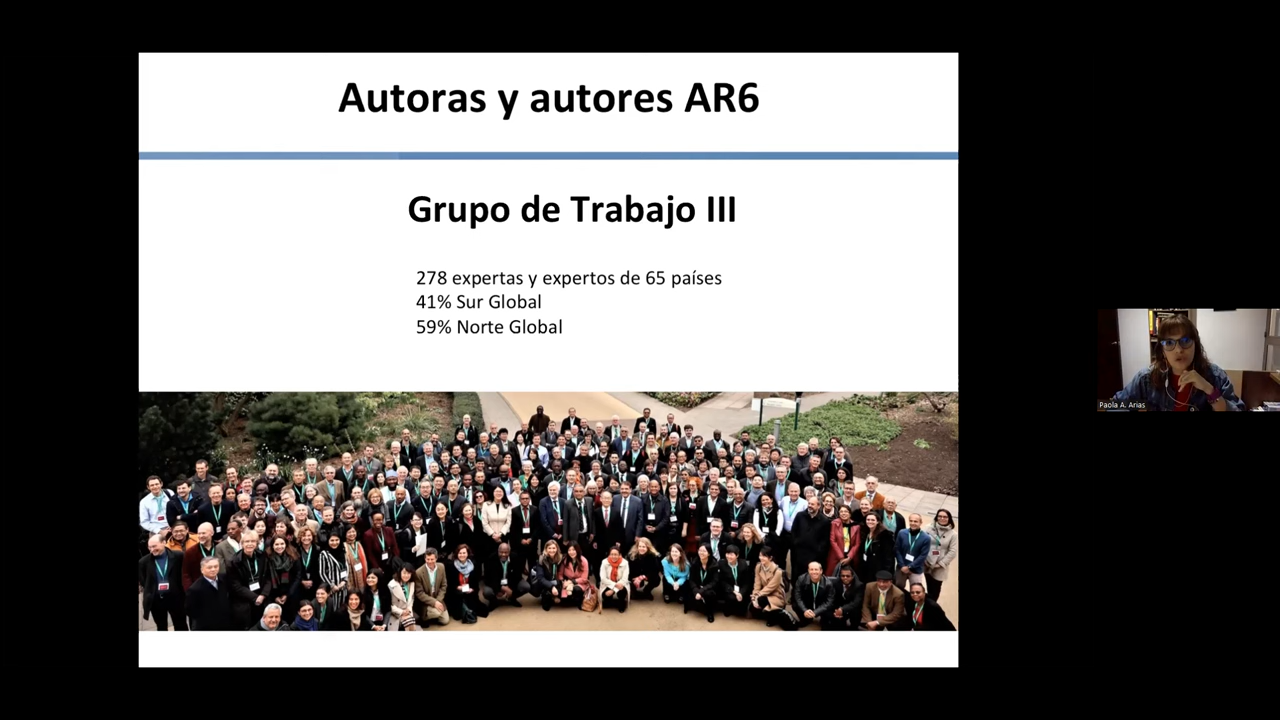 Autoras y autores AR6
Grupo de Trabajo III
278 expertas y expertos de 65 países
41% Sur Global
59% Norte Global
Paola A. Arias